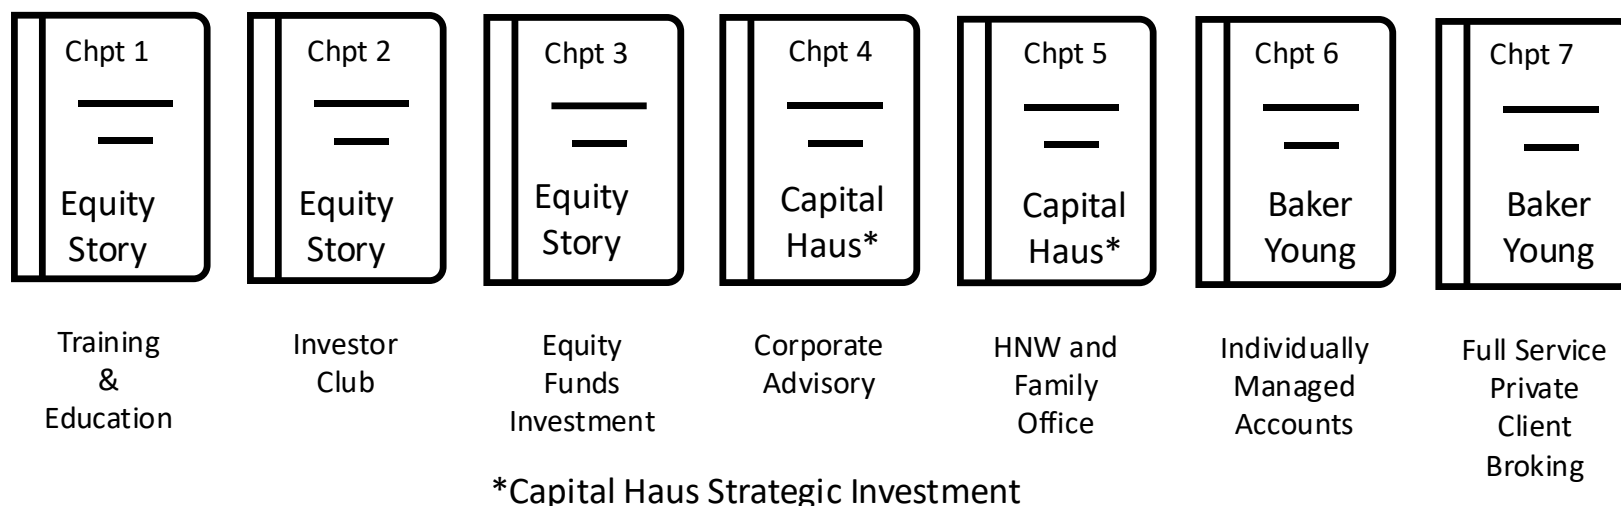 Chpt 1
Equity
Story
Training
&
Education
Chpt 2
Equity
Story
Investor
Club
Chpt 3
Equity
Story
Equity
Funds
Investment
Chpt 4
Capital
Haus*
Corporate
Advisory
Chpt 5
Capital
Haus*
HNW and
Family
Office
Chpt 6
Baker
Young
Individually
Managed
Accounts
Chpt 7
Baker
Young
Full Service
Private
Client
Broking
*Capital Haus Strategic Investment